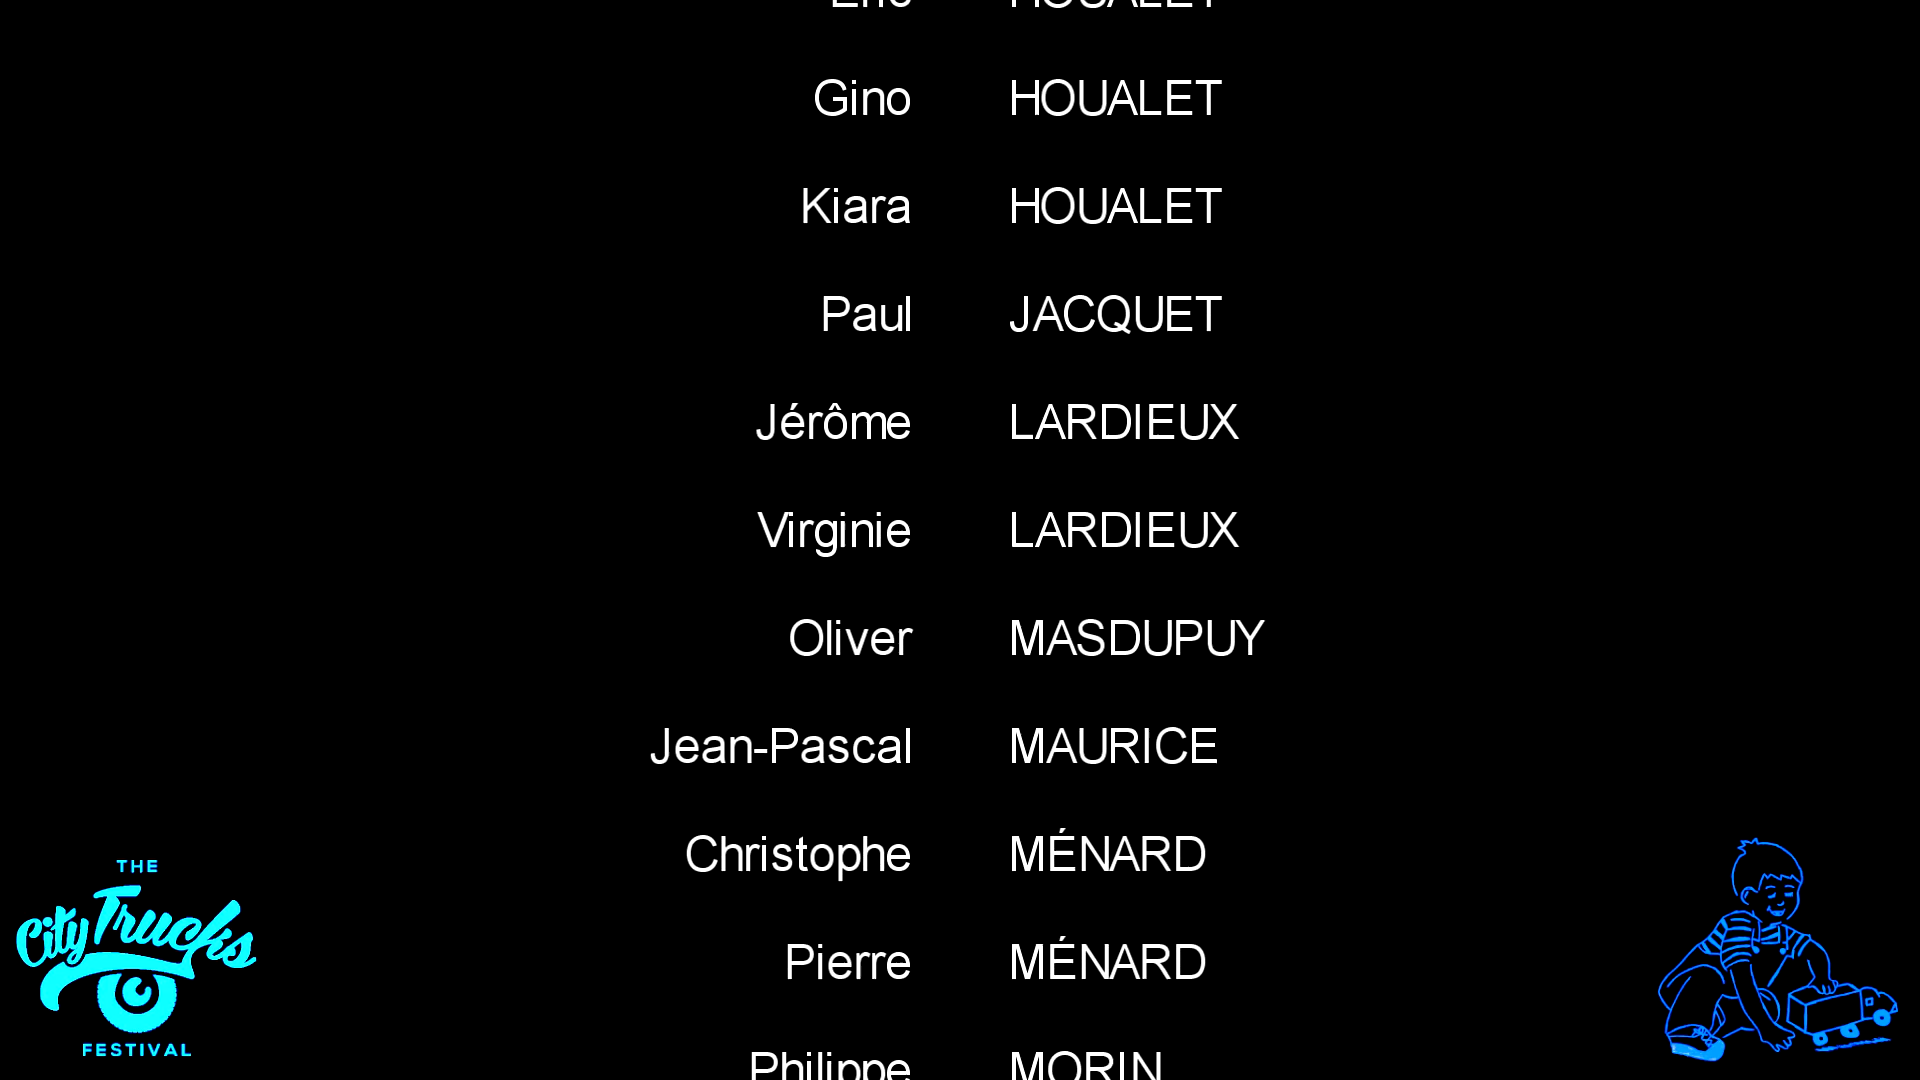 Gino HOUALET
Kiara HOUALET
Paul JACQUET
Jérôme LARDIEUX
Virginie LARDIEUX
Oliver MASDUPUY
Jean-Pascal MAURICE
Christophe MÉNARD
Pierre MÉNARD
Philippe MORIN
THE
City Trucks
FESTIVAL